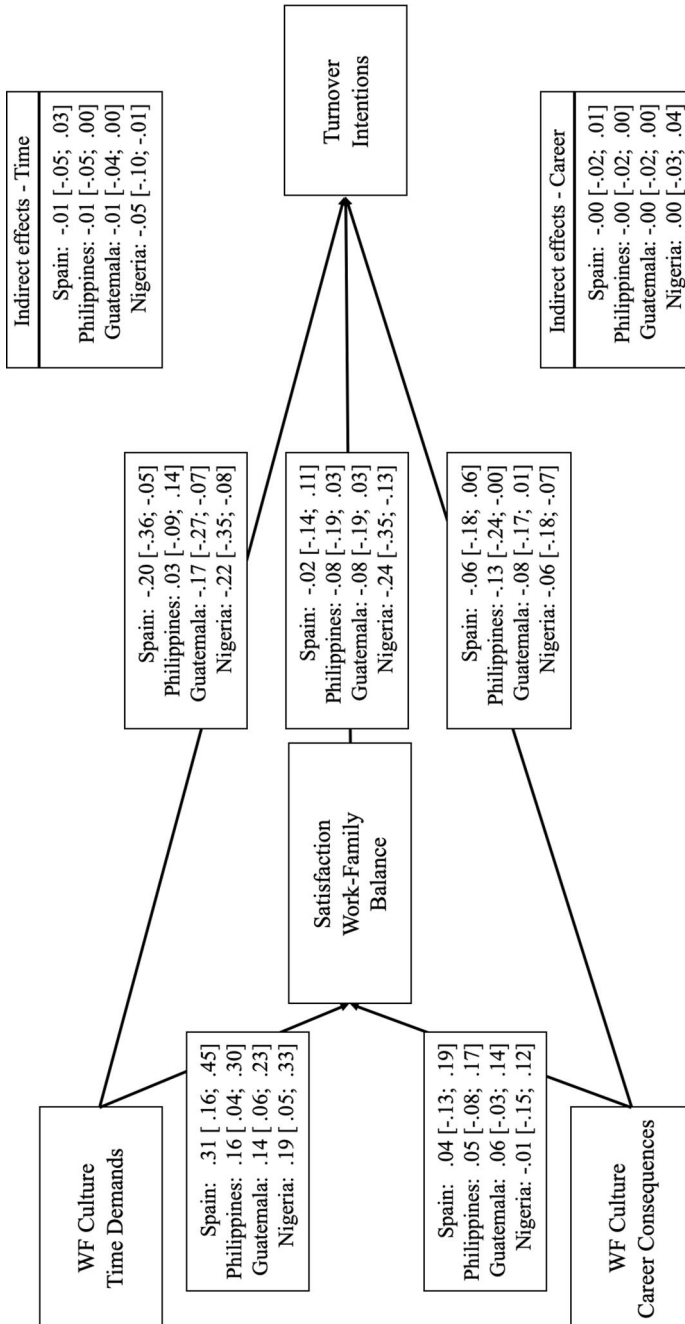 WF Culture
Time Demands
Spain: .31 [ .16; .45]
Philippines: .16 [ .04; .30]
Guatemala: .14 [ .06; .23]
Nigeria: .19 [ .05; .33]
Spain: .04 [-.13; .19]
Philippines: .05 [-.08; .17]
Guatemala: .06 [-.03; .14]
Nigeria: -.01 [-.15; .12]
WF Culture
Career Consequences
Satisfaction
Work-Family
Balance
Spain: -.20 [-.36; -.05]
Philippines: .03 [-.09; .14]
Guatemala: -.17 [-.27; -.07]
Nigeria: -.22 [-.35; -.08]
Spain: -.02 [-.14; .11]
Philippines: -.08 [-.19; .03]
Guatemala: -.08 [-.19; .03]
Nigeria: -.24 [-.35; -.13]
Spain: -.06 [-.18; .06]
Philippines: -.13 [-.24; -.00]
Guatemala: -.08 [-.17; .01]
Nigeria: -.06 [-.18; -.07]
Turnover
Intentions
Indirect effects - Time
Spain: -.01 [-.05; .03]
Philippines: -.01 [-.05; .00]
Guatemala: -.01 [-.04; .00]
Nigeria: -.05 [-.10; -.01]
Indirect effects - Career
Spain: -.00 [-.02; .01]
Philippines: -.00 [-.02; .00]
Guatemala: -.00 [-.02; .00]
Nigeria: .00 [-.03; .04]